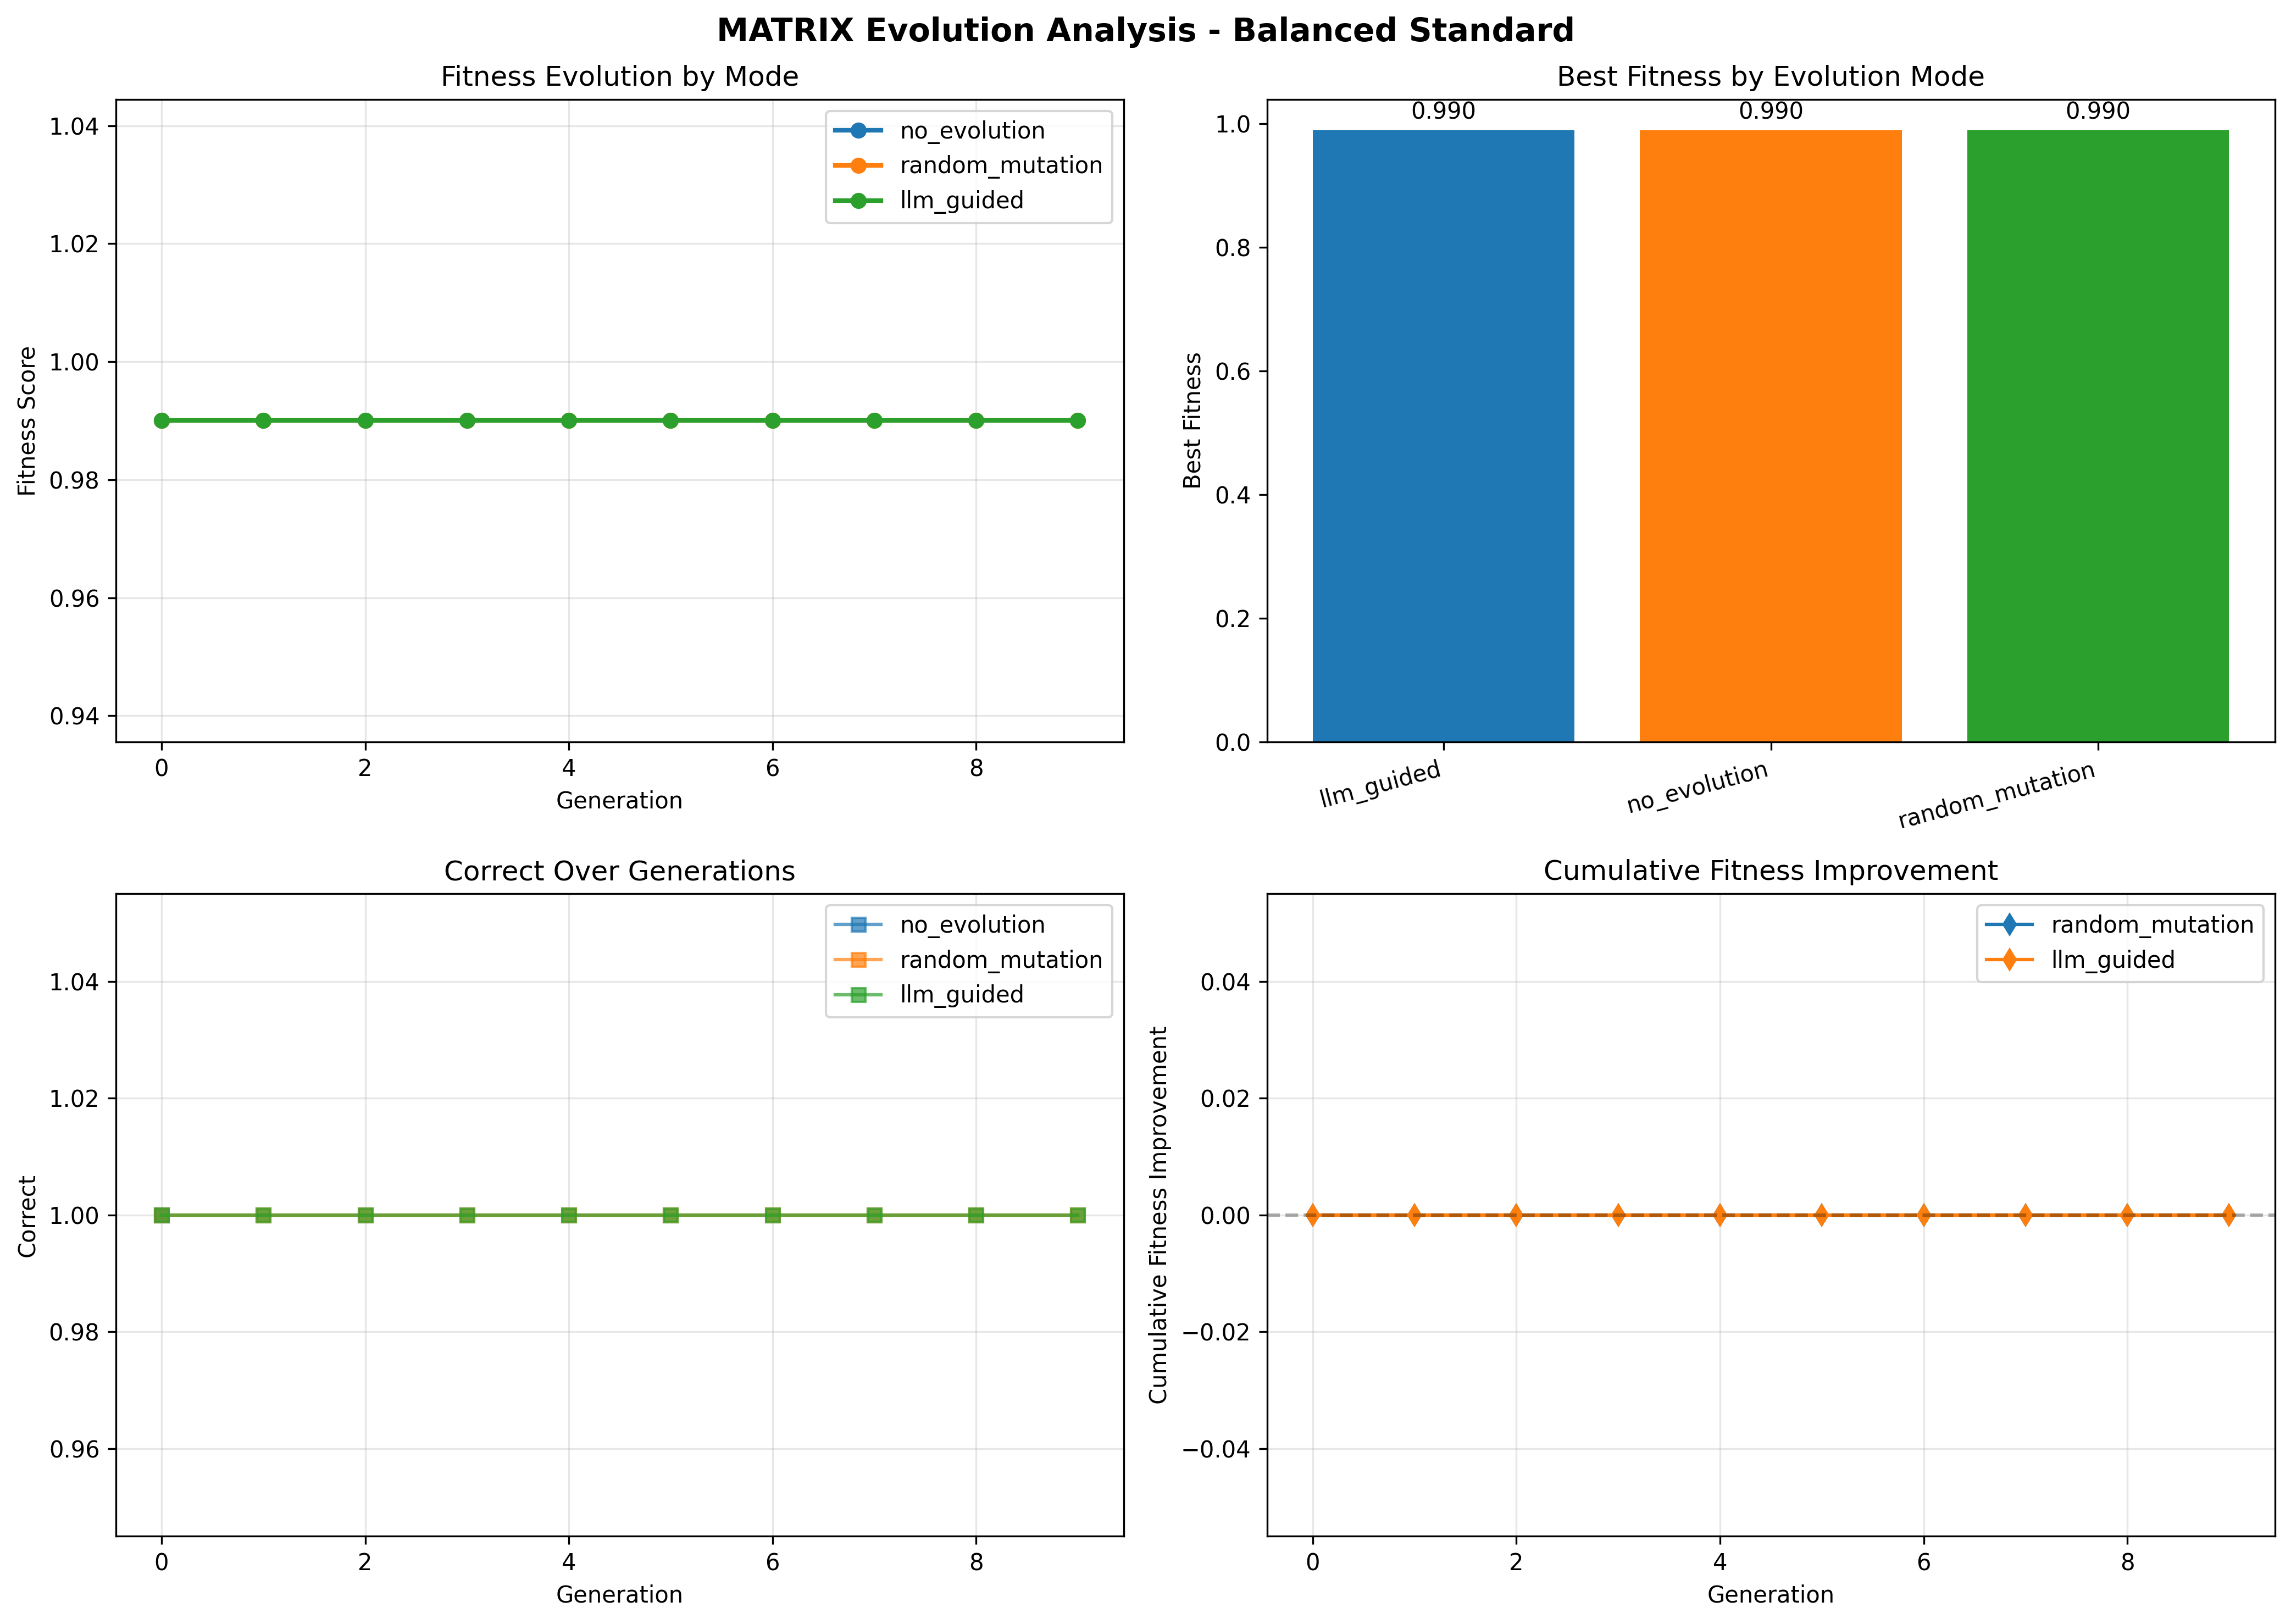 MATRIX Evolution Analysis - Balanced Standard
Fitness Evolution by Mode
1.04
1.02
1.00
0.98
0.96
0.94
Fitness Score
no_evolution
random_mutation
llm_guided
0 2 4 6 8
Generation
Best Fitness by Evolution Mode
1.0
0.8
0.6
0.4
0.2
0.0
Best Fitness
0.990 0.990 0.990
llm_guided
no_evolution
random_mutation
Correct Over Generations
1.04
1.02
1.00
0.98
0.96
Correct
no_evolution
random_mutation
llm_guided
0 2 4 6 8
Generation
Cumulative Fitness Improvement
0.04
0.02
0.00
−0.02
−0.04
Cumulative Fitness Improvement
random_mutation
llm_guided
0 2 4 6 8
Generation